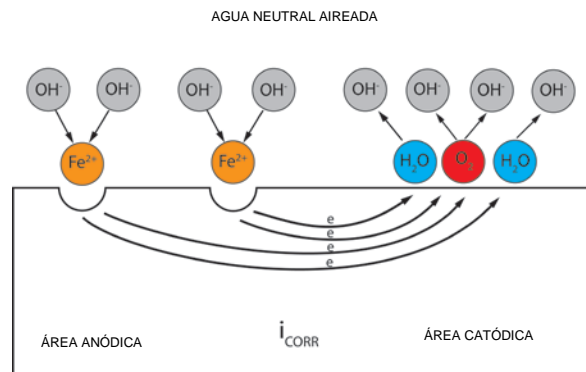 AGUA NEUTRAL AIREADA
OH⁻ OH⁻ OH⁻ OH⁻ OH⁻ OH⁻ OH⁻ OH⁻
Fe²⁺ Fe²⁺ H₂O O₂ H₂O
e
e
e
e
ÁREA ANÓDICA i_CORR ÁREA CATÓDICA